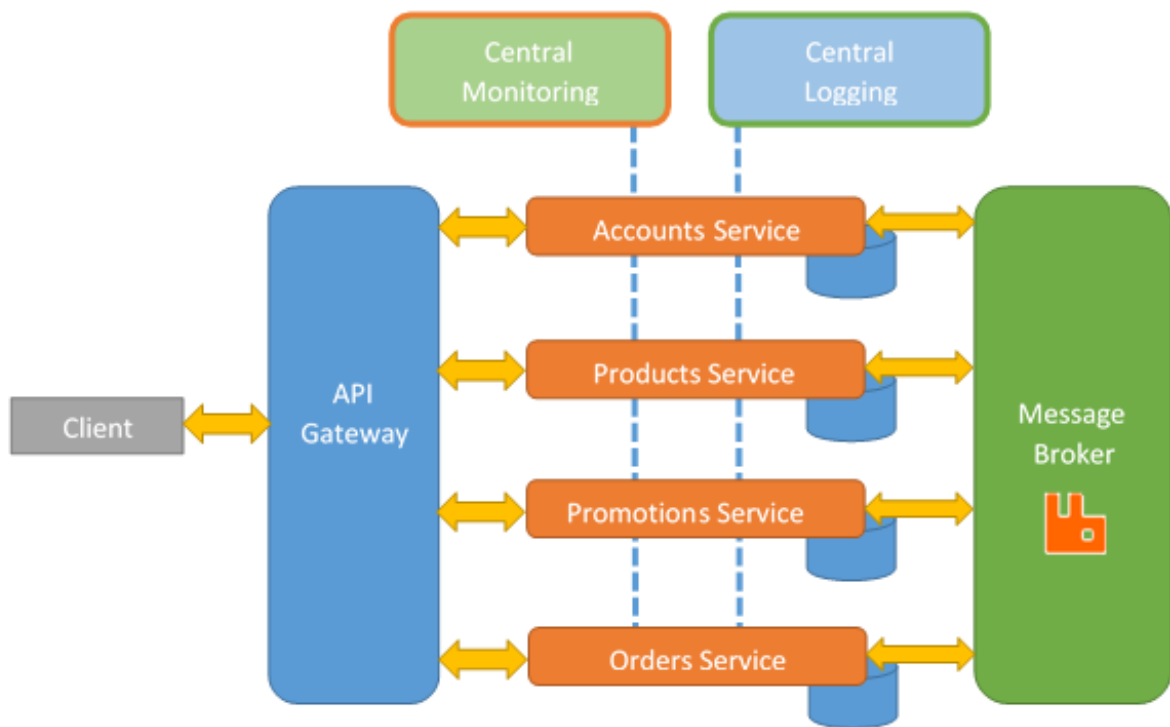 Central
Monitoring
Central
Logging
Accounts Service
Products Service
API
Gateway
Client
Message
Broker
Promotions Service
Orders Service